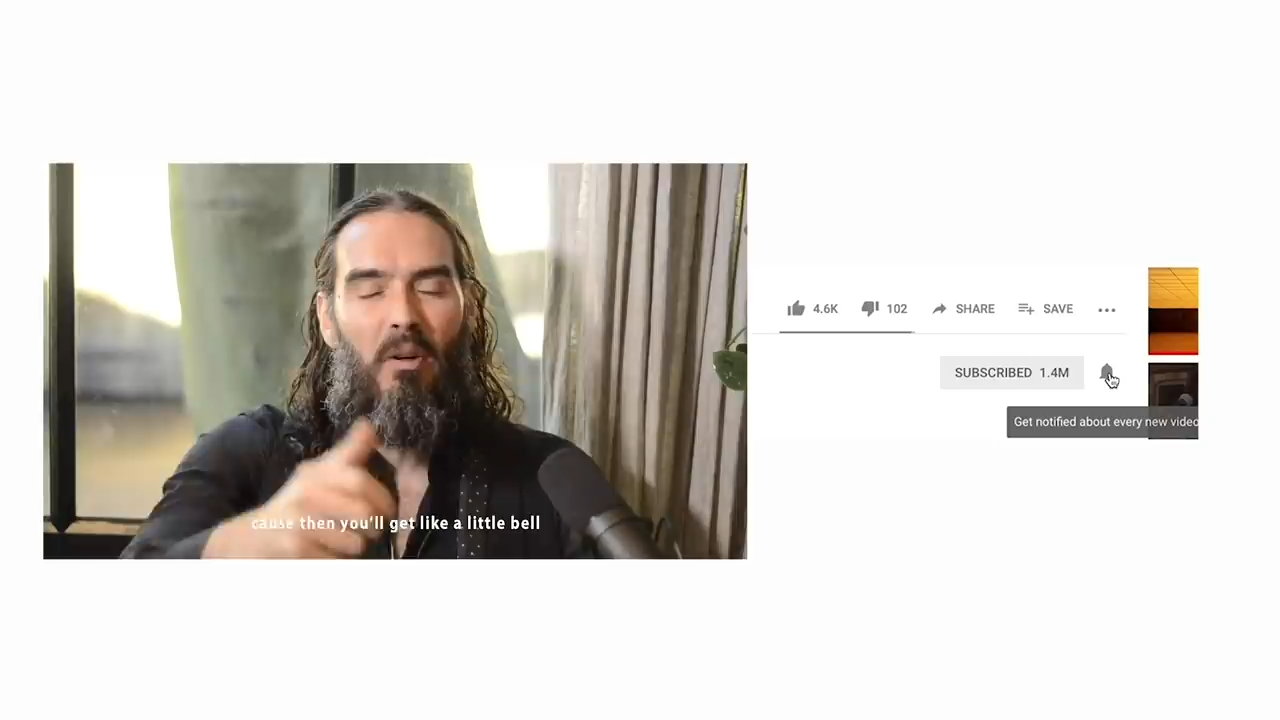 cause then you'll get like a little bell
4.6K 102 SHARE SAVE
SUBSCRIBED 1.4M
Get notified about every new video